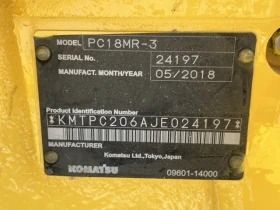 MODEL PC18MR-3
SERIAL No. 24197
MANUFACT. MONTH/YEAR 05/2018
Product Identification Number
*KMTPC206AJE024197*
MANUFACTURER
Komatsu Ltd., Tokyo, Japan
KOMATSU
09601-14000